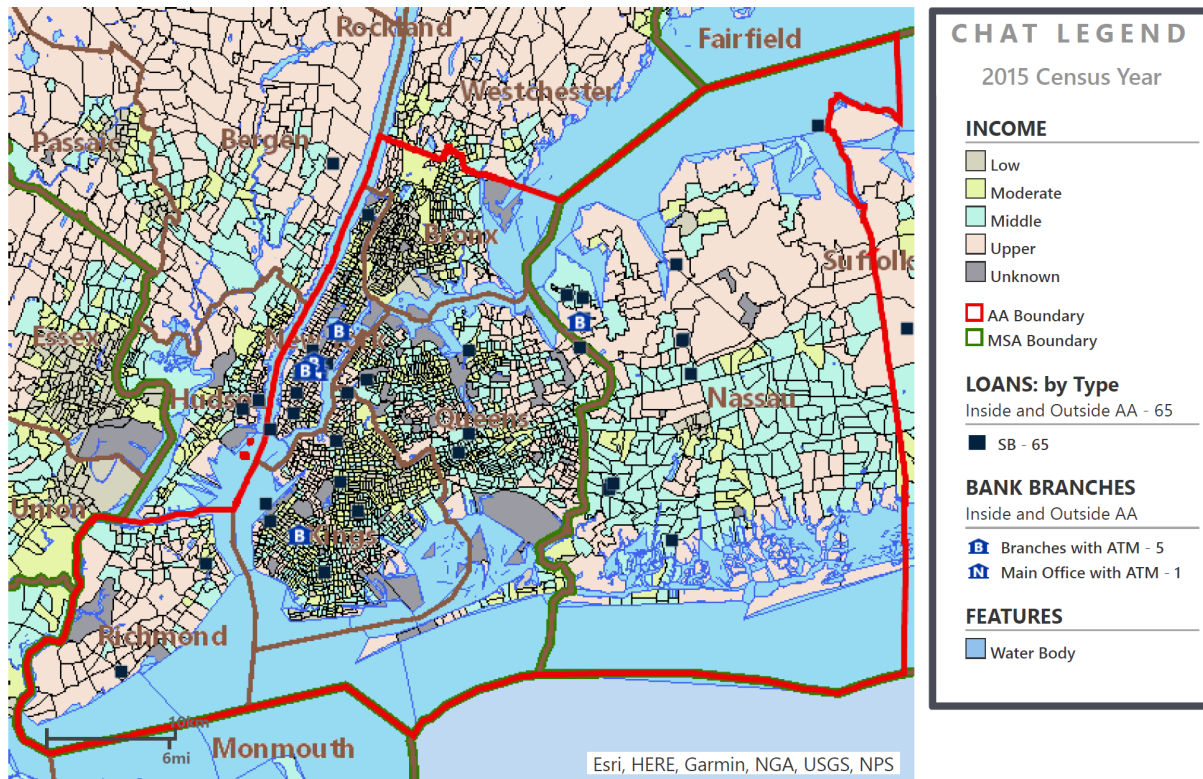 Rockland
Fairfield
Westchester
Passaic
Bergen
Bronx
Suffolk
Essex
New York
B
B
B
B
Hudson
Nassau
Queens
Union
B
Kings
Richmond
10km
6mi
Monmouth
Esri, HERE, Garmin, NGA, USGS, NPS
CHAT LEGEND
2015 Census Year
INCOME
Low
Moderate
Middle
Upper
Unknown
AA Boundary
MSA Boundary
LOANS: by Type
Inside and Outside AA - 65
SB - 65
BANK BRANCHES
Inside and Outside AA
B Branches with ATM - 5
N Main Office with ATM - 1
FEATURES
Water Body